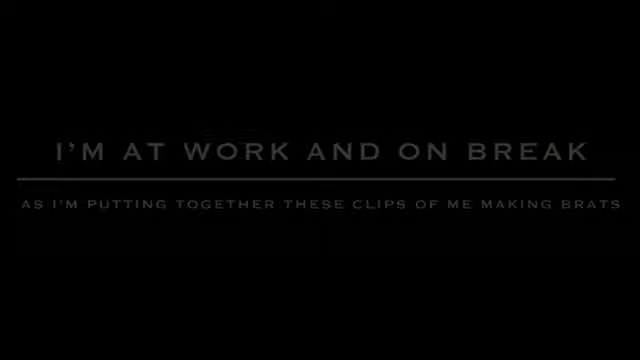 I'M AT WORK AND ON BREAK
AS I'M PUTTING TOGETHER THESE CLIPS OF ME MAKING BRATS